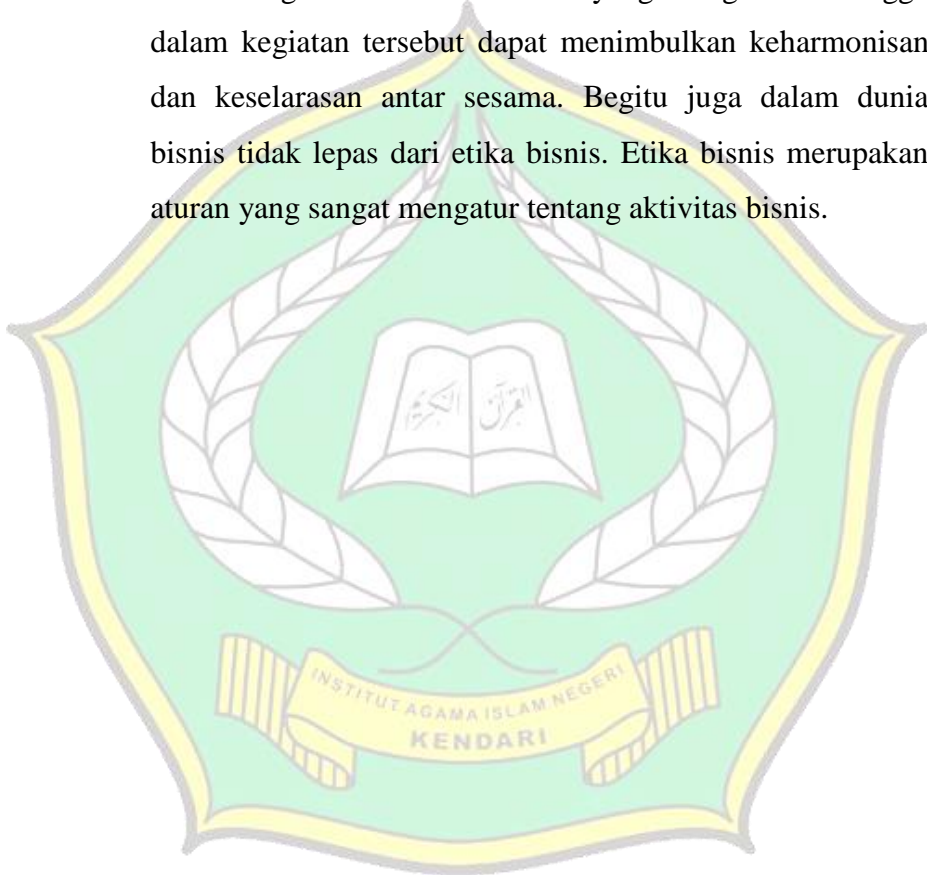 dalam kegiatan tersebut dapat menimbulkan keharmonisan
dan keselarasan antar sesama. Begitu juga dalam dunia
bisnis tidak lepas dari etika bisnis. Etika bisnis merupakan
aturan yang sangat mengatur tentang aktivitas bisnis.
القرآن الكريم
INSTITUT AGAMA ISLAM NEGERI
KENDARI